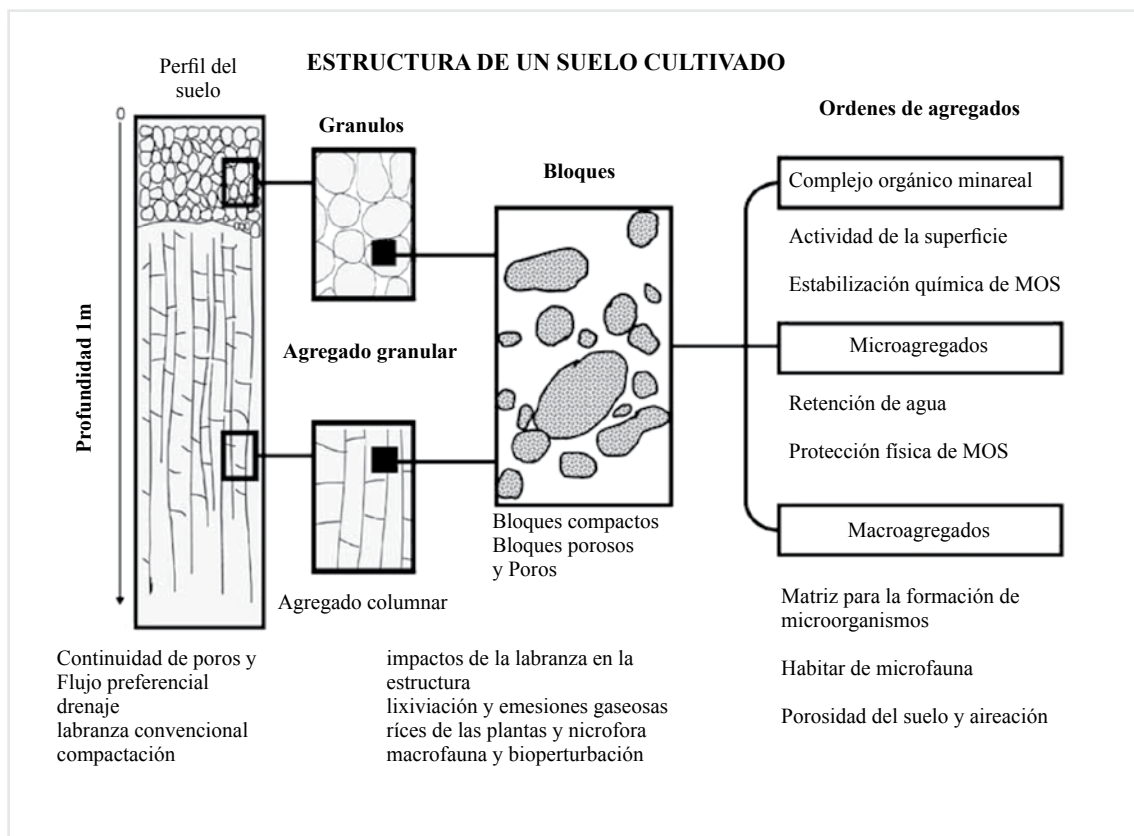 ESTRUCTURA DE UN SUELO CULTIVADO
Perfil del
suelo
0
Profundidad 1m
Granulos
Agregado granular
Agregado columnar
Bloques
Bloques compactos
Bloques porosos
y Poros
Ordenes de agregados
Complejo orgánico minareal
Actividad de la superficie
Estabilización química de MOS
Microagregados
Retención de agua
Protección física de MOS
Macroagregados
Matriz para la formación de
microorganismos
Habitar de microfauna
Porosidad del suelo y aireación
Continuidad de poros y
Flujo preferencial
drenaje
labranza convencional
compactación
impactos de la labranza en la
estructura
lixiviación y emesiones gaseosas
ríces de las plantas y nicrofora
macrofauna y bioperturbación